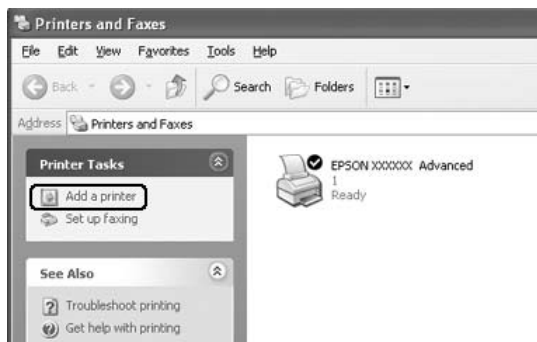 Printers and Faxes
File Edit View Favorites Tools Help
Back Search Folders
Address Printers and Faxes
Printer Tasks
Add a printer
Set up faxing
See Also
Troubleshoot printing
Get help with printing
EPSON XXXXXX Advanced
1
Ready